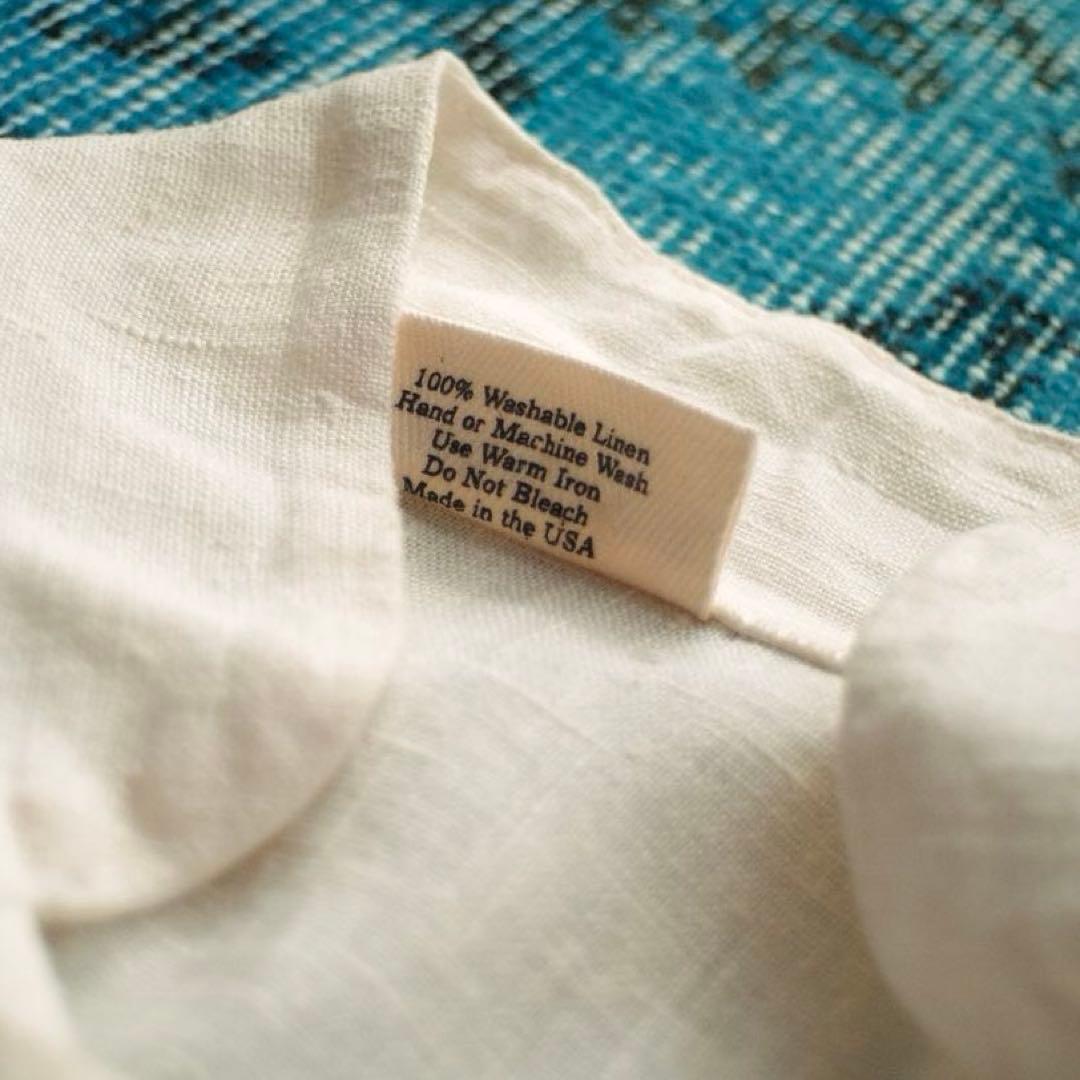 100% Washable Linen
Hand or Machine Wash
Use Warm Iron
Do Not Bleach
Made in the USA